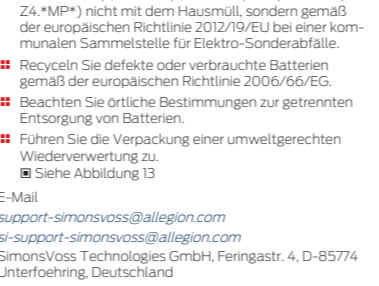 Z4.*MP*) nicht mit dem Hausmüll, sondern gemäß
der europäischen Richtlinie 2012/19/EU bei einer kom-
munalen Sammelstelle für Elektro-Sonderabfälle.
Recyceln Sie defekte oder verbrauchte Batterien
gemäß der europäischen Richtlinie 2006/66/EG.
Beachten Sie örtliche Bestimmungen zur getrennten
Entsorgung von Batterien.
Führen Sie die Verpackung einer umweltgerechten
Wiederverwertung zu.
Siehe Abbildung 13
E-Mail
support-simonsvoss@allegion.com
si-support-simonsvoss@allegion.com
SimonsVoss Technologies GmbH, Feringastr. 4, D-85774
Unterfoehring, Deutschland